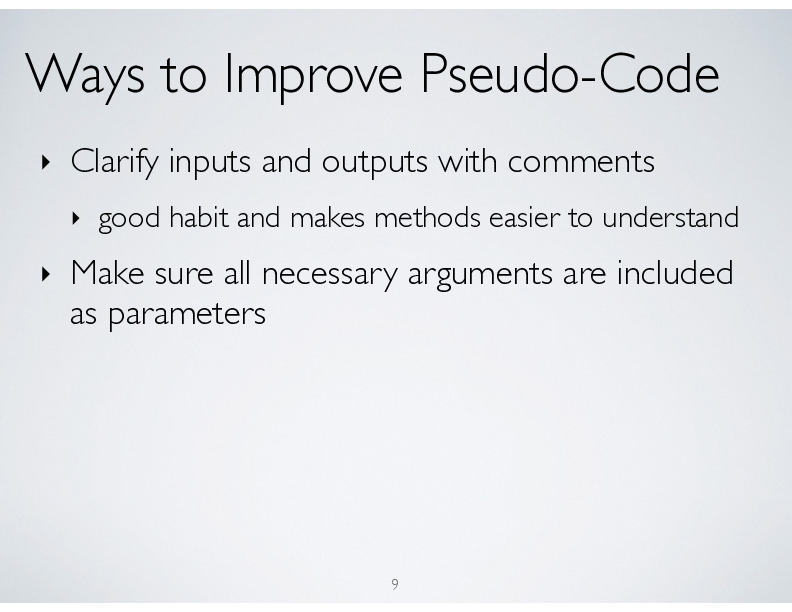 Ways to Improve Pseudo-Code
‣ Clarify inputs and outputs with comments
‣ good habit and makes methods easier to understand
‣ Make sure all necessary arguments are included
as parameters
9